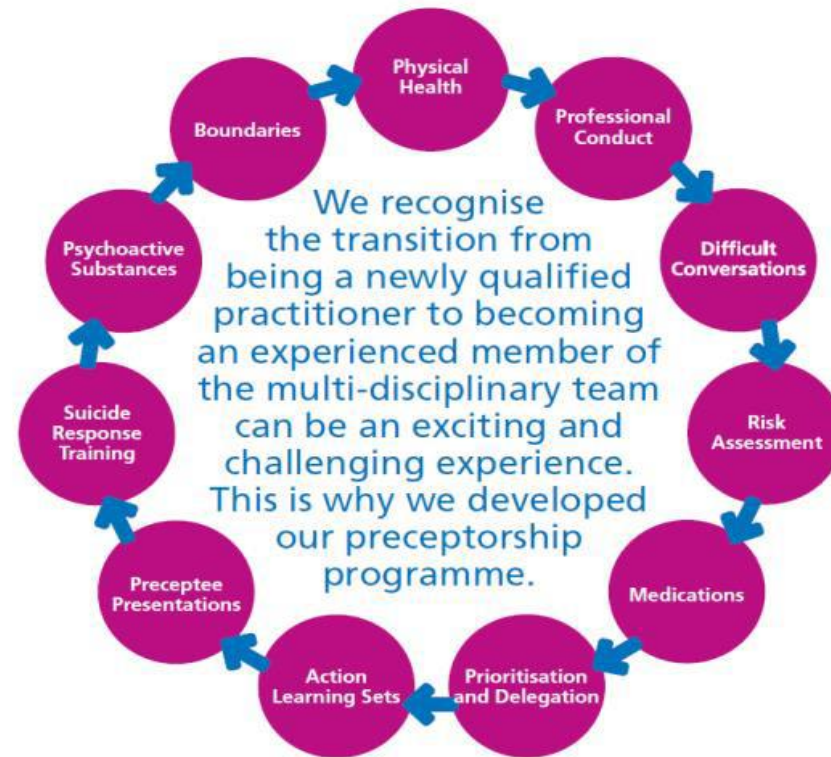 Physical
Health
Professional
Conduct
Difficult
Conversations
Risk
Assessment
Medications
Prioritisation
and Delegation
Action
Learning Sets
Preceptee
Presentations
Suicide
Response
Training
Psychoactive
Substances
Boundaries
We recognise
the transition from
being a newly qualified
practitioner to becoming
an experienced member of
the multi-disciplinary team
can be an exciting and
challenging experience.
This is why we developed
our preceptorship
programme.